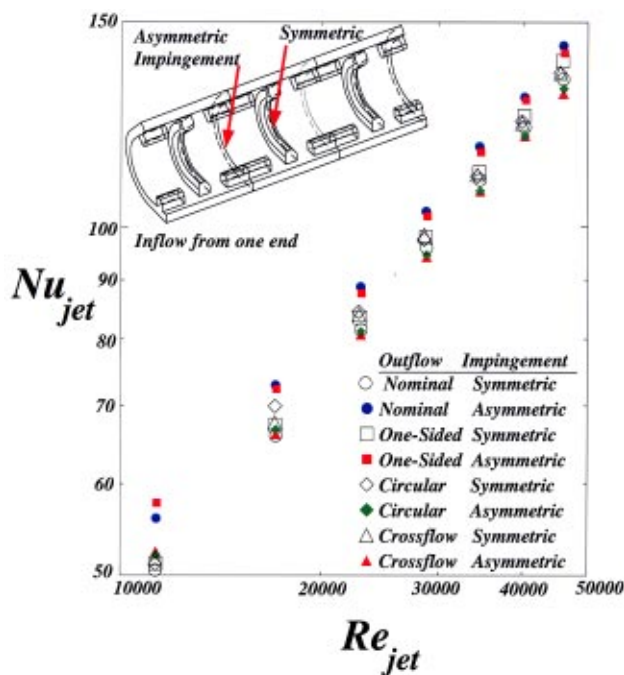 150
Asymmetric Symmetric
Impingement
Inflow from one end
100
90
80
70
60
50
Nu jet
Outflow Impingement
Nominal Symmetric
Nominal Asymmetric
One-Sided Symmetric
One-Sided Asymmetric
Circular Symmetric
Circular Asymmetric
Crossflow Symmetric
Crossflow Asymmetric
10000 20000 30000 40000 50000
Re jet